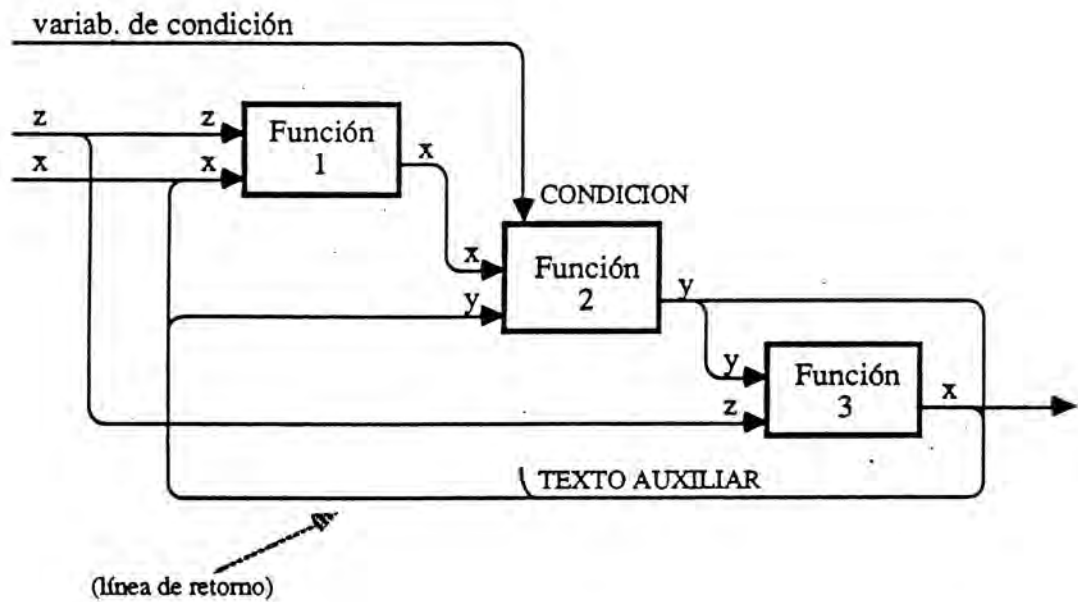 variab. de condición
z
z
Función
1
x
x
x
CONDICION
x
Función
2
y
y
y
Función
3
x
z
TEXTO AUXILIAR
(línea de retorno)